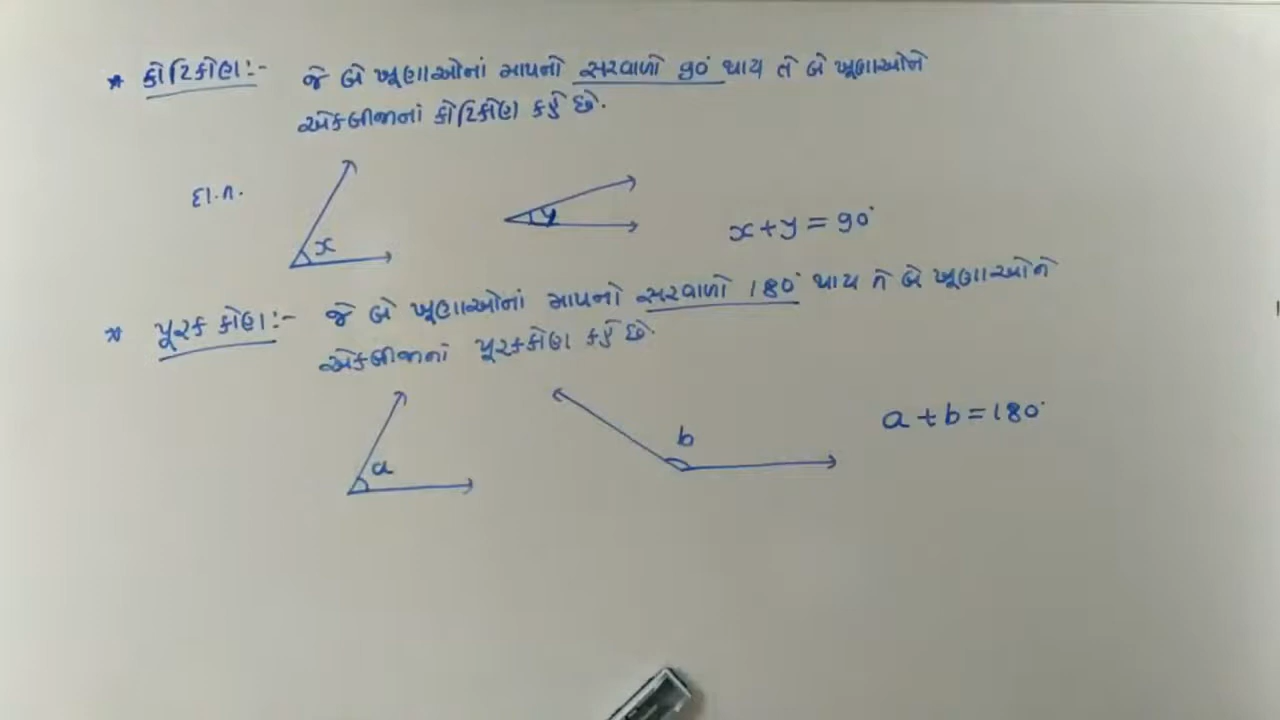 * કોટિકોણ:- જે બે ખૂણાઓનાં માપનો સરવાળો 90° થાય તે બે ખૂણાઓને
એકબીજાનાં કોટિકોણ કહે છે.
દા.ત.
x
y
x+y=90°
* પૂરક કોણ:- જે બે ખૂણાઓનાં માપનો સરવાળો 180° થાય તે બે ખૂણાઓને
એકબીજાનાં પૂરકકોણ કહે છે.
a
b
a+b=180°